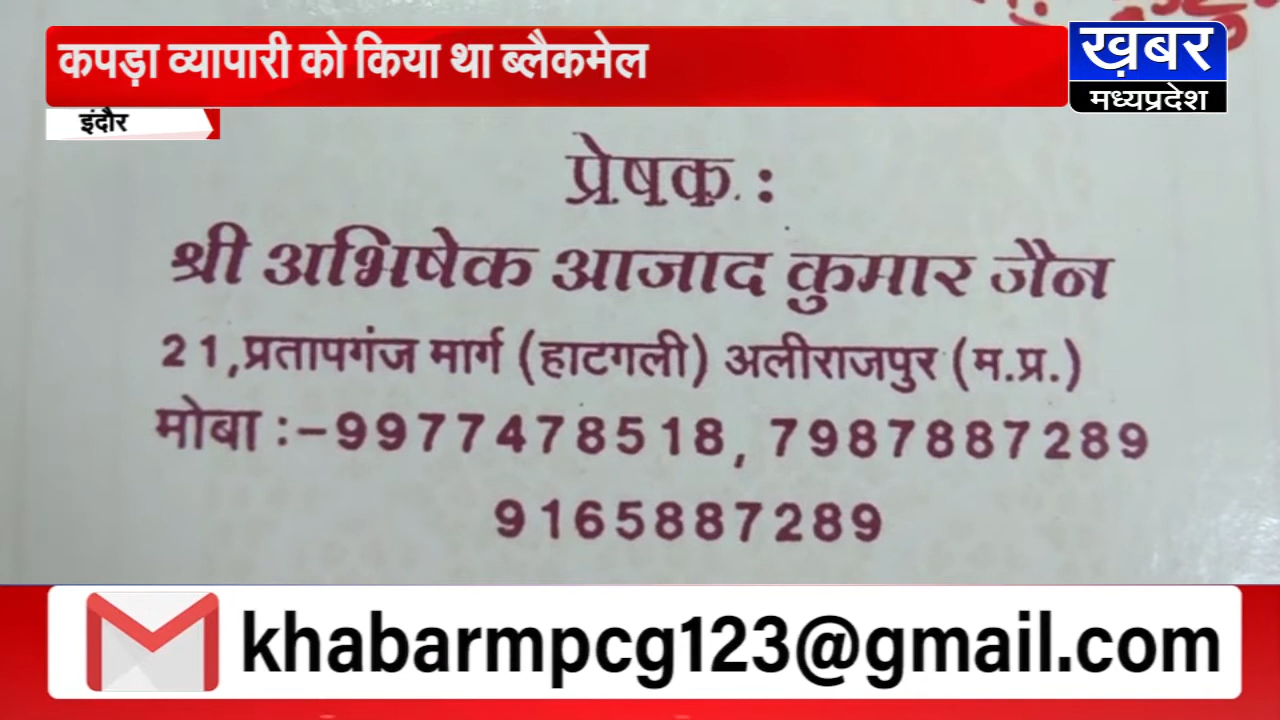 कपड़ा व्यापारी को किया था ब्लैकमेल
ख़बर
मध्यप्रदेश
इंदौर
प्रेषक :
श्री अभिषेक आजाद कुमार जैन
21,प्रतापगंज मार्ग (हाटगली) अलीराजपुर (म.प्र.)
मोबा :-9977478518, 7987887289
9165887289
khabarmpcg123@gmail.com